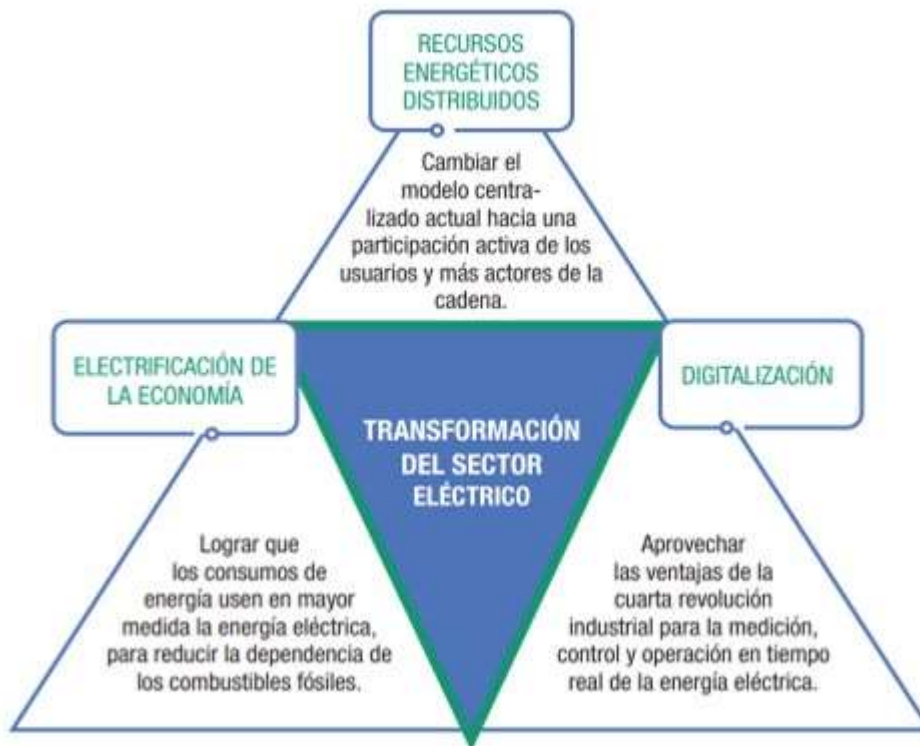 RECURSOS
ENERGÉTICOS
DISTRIBUIDOS
Cambiar el
modelo centra-
lizado actual hacia una
participación activa de los
usuarios y más actores de la
cadena.
ELECTRIFICACIÓN DE
LA ECONOMÍA
DIGITALIZACIÓN
TRANSFORMACIÓN
DEL SECTOR
ELÉCTRICO
Lograr que
los consumos de
energía usen en mayor
medida la energía eléctrica,
para reducir la dependencia de
los combustibles fósiles.
Aprovechar
las ventajas de la
cuarta revolución
industrial para la medición,
control y operación en tiempo
real de la energía eléctrica.